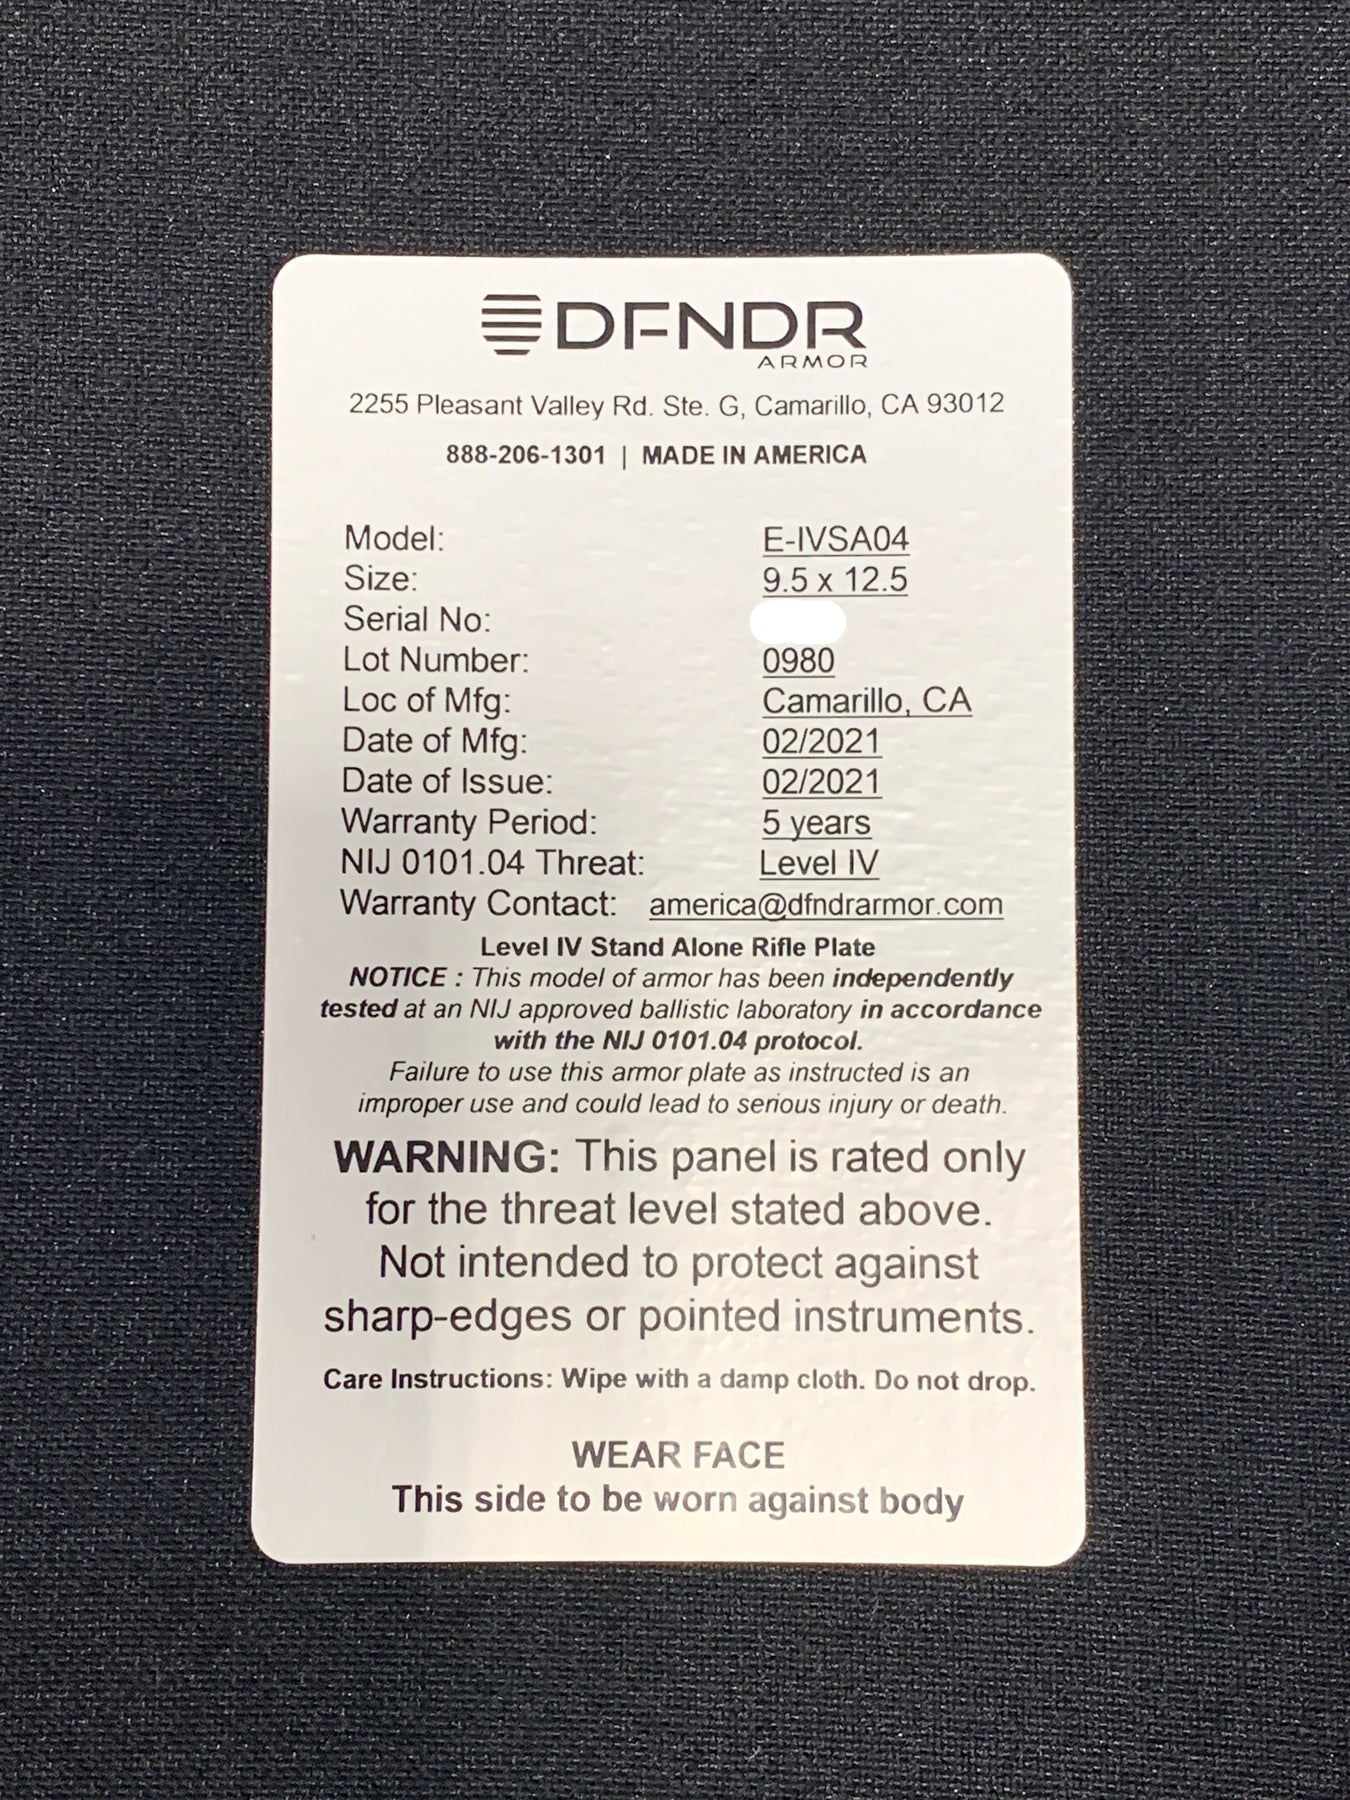 DFNDR
ARMOR
2255 Pleasant Valley Rd. Ste. G, Camarillo, CA 93012
888-206-1301 | MADE IN AMERICA
Model: E-IVSA04
Size: 9.5 x 12.5
Serial No:
Lot Number: 0980
Loc of Mfg: Camarillo, CA
Date of Mfg: 02/2021
Date of Issue: 02/2021
Warranty Period: 5 years
NIJ 0101.04 Threat: Level IV
Warranty Contact: america@dfndrarmor.com
Level IV Stand Alone Rifle Plate
NOTICE : This model of armor has been independently
tested at an NIJ approved ballistic laboratory in accordance
with the NIJ 0101.04 protocol.
Failure to use this armor plate as instructed is an
improper use and could lead to serious injury or death.
WARNING: This panel is rated only
for the threat level stated above.
Not intended to protect against
sharp-edges or pointed instruments.
Care Instructions: Wipe with a damp cloth. Do not drop.
WEAR FACE
This side to be worn against body